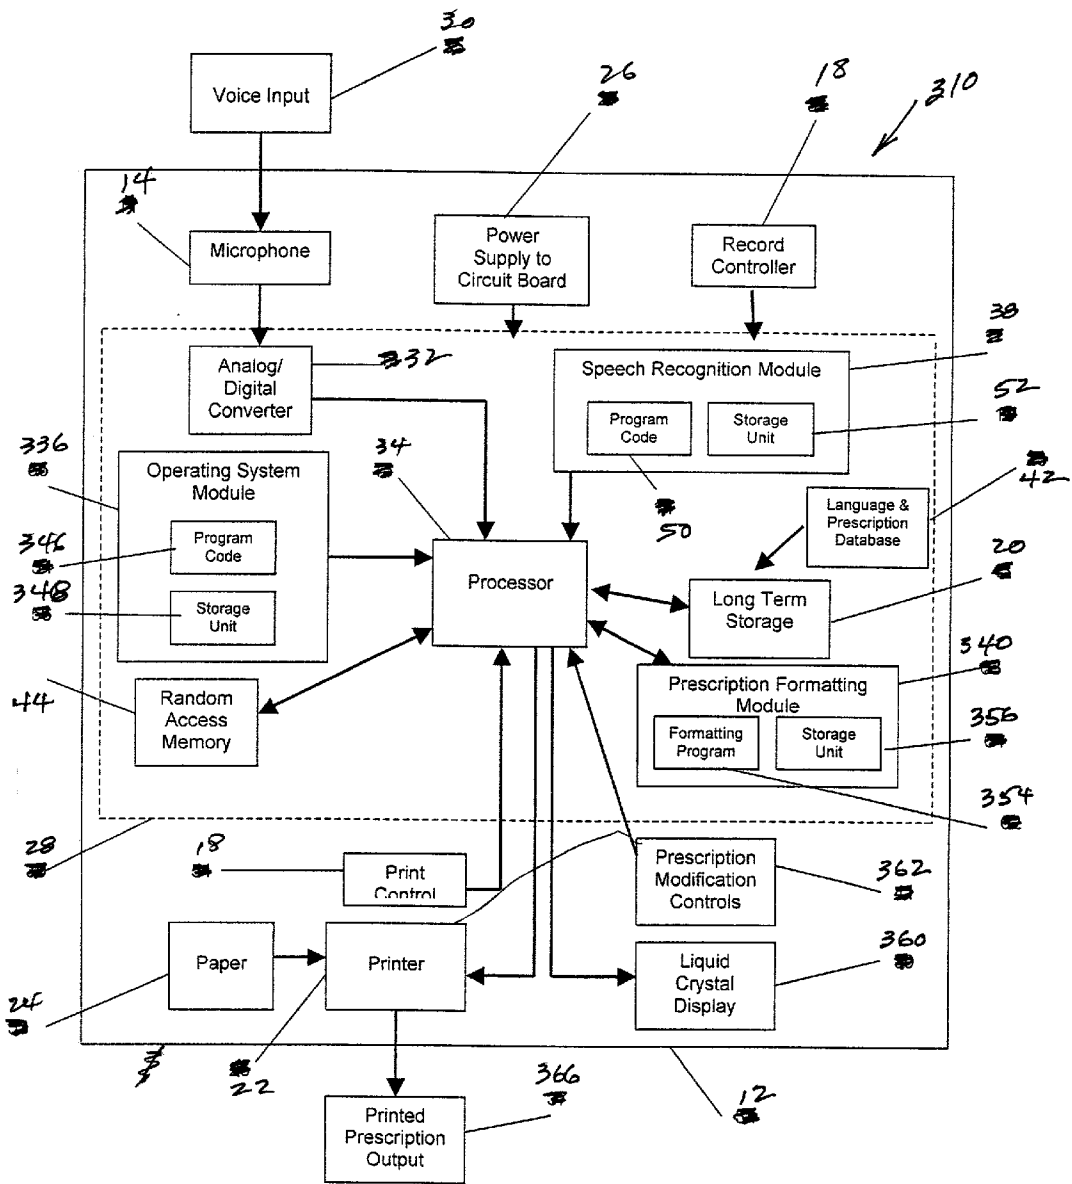 30
Voice Input
26
18
310
14
Microphone
Power
Supply to
Circuit Board
Record
Controller
38
Analog/
Digital
Converter
332
Speech Recognition Module
Program
Code
Storage
Unit
52
336
Operating System
Module
34
50
42
Language &
Prescription
Database
346
Program
Code
Processor
20
348
Storage
Unit
Long Term
Storage
340
44
Random
Access
Memory
Prescription Formatting
Module
Formatting
Program
Storage
Unit
356
354
28
18
Print
Control
Prescription
Modification
Controls
362
Paper
Printer
Liquid
Crystal
Display
360
24
22
366
12
Printed
Prescription
Output